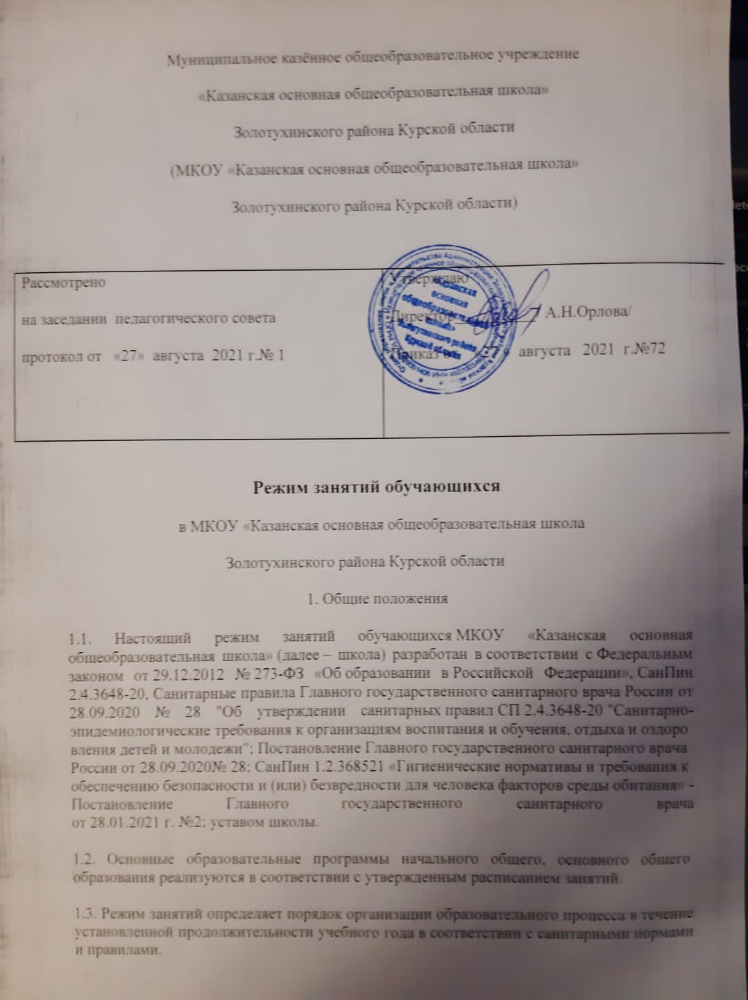 Муниципальное казённое общеобразовательное учреждение
«Казанская основная общеобразовательная школа»
Золотухинского района Курской области
(МКОУ «Казанская основная общеобразовательная школа»
Золотухинского района Курской области)
Рассмотрено
на заседании педагогического совета
протокол от «27» августа 2021 г.№ 1
Утверждаю
Директор А.Н.Орлова/
Приказ «27 августа 2021 г.№72
Казанская
основная
общеобразовательная
школа»
Золотухинского района
Курской области
Режим занятий обучающихся
в МКОУ «Казанская основная общеобразовательная школа
Золотухинского района Курской области
1. Общие положения
1.1. Настоящий режим занятий обучающихся МКОУ «Казанская основная
общеобразовательная школа» (далее – школа) разработан в соответствии с Федеральным
законом от 29.12.2012 № 273-ФЗ «Об образовании в Российской Федерации», СанПин
2.4.3648-20, Санитарные правила Главного государственного санитарного врача России от
28.09.2020 № 28 "Об утверждении санитарных правил СП 2.4.3648-20 "Санитарно-
эпидемиологические требования к организациям воспитания и обучения, отдыха и оздоро
вления детей и молодежи"; Постановление Главного государственного санитарного врача
России от 28.09.2020№ 28; СанПин 1.2.368521 «Гигиенические нормативы и требования к
обеспечению безопасности и (или) безвредности для человека факторов среды обитания» -
Постановление Главного государственного санитарного врача
от 28.01.2021 г. №2; уставом школы.
1.2. Основные образовательные программы начального общего, основного общего
образования реализуются в соответствии с утвержденным расписанием занятий.
1.3. Режим занятий определяет порядок организации образовательного процесса в течение
установленной продолжительности учебного года в соответствии с санитарными нормами
и правилами.